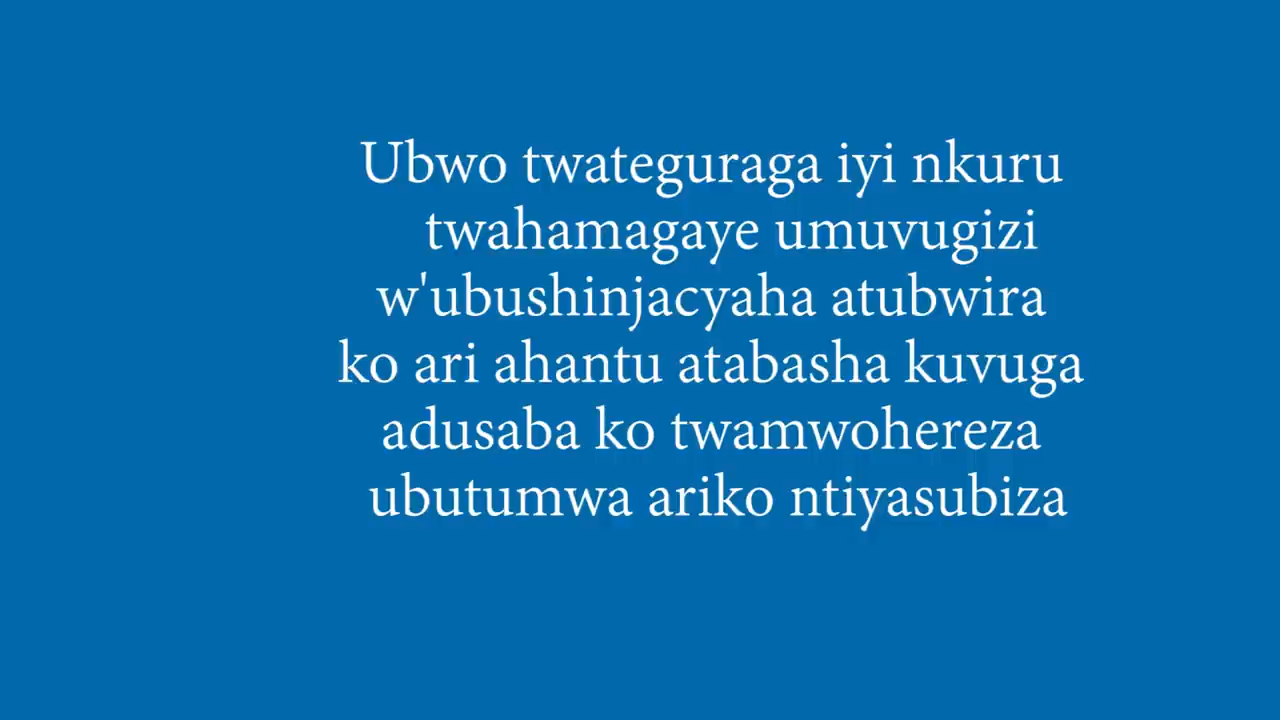 Ubwo twateguraga iyi nkuru
twahamagaye umuvugizi
w'ubushinjacyaha atubwira
ko ari ahantu atabasha kuvuga
adusaba ko twamwohereza
ubutumwa ariko ntiyasubiza